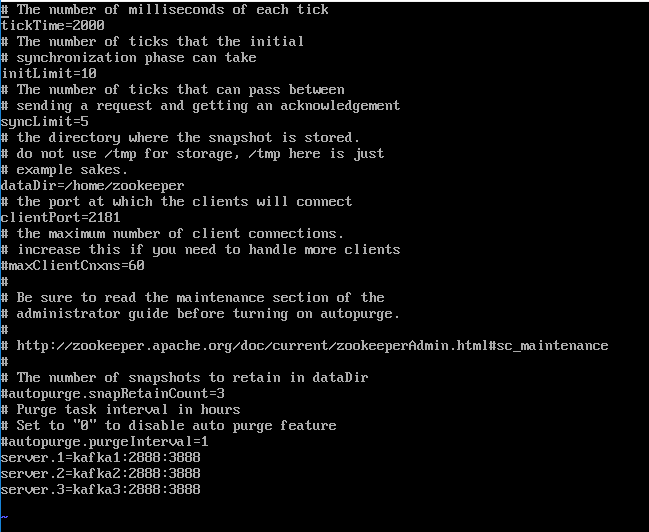 # The number of milliseconds of each tick
tickTime=2000
# The number of ticks that the initial
# synchronization phase can take
initLimit=10
# The number of ticks that can pass between
# sending a request and getting an acknowledgement
syncLimit=5
# the directory where the snapshot is stored.
# do not use /tmp for storage, /tmp here is just
# example sakes.
dataDir=/home/zookeeper
# the port at which the clients will connect
clientPort=2181
# the maximum number of client connections.
# increase this if you need to handle more clients
#maxClientCnxns=60
#
# Be sure to read the maintenance section of the
# administrator guide before turning on autopurge.
#
# http://zookeeper.apache.org/doc/current/zookeeperAdmin.html#sc_maintenance
#
# The number of snapshots to retain in dataDir
#autopurge.snapRetainCount=3
# Purge task interval in hours
# Set to "0" to disable auto purge feature
#autopurge.purgeInterval=1
server.1=kafka1:2888:3888
server.2=kafka2:2888:3888
server.3=kafka3:2888:3888
~